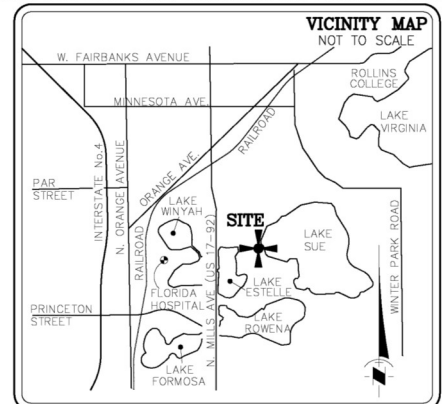 VICINITY MAP
NOT TO SCALE
W. FAIRBANKS AVENUE
ROLLINS
COLLEGE
MINNESOTA AVE.
LAKE
VIRGINIA
RAILROAD
ORANGE AVE.
PAR
STREET
INTERSTATE No.4
N. ORANGE AVENUE
LAKE
WINYAH
SITE
LAKE
SUE
WINTER PARK ROAD
RAILROAD
N. MILLS AVE (US 17-92)
FLORIDA
HOSPITAL
LAKE
ESTELLE
PRINCETON
STREET
LAKE
ROWENA
LAKE
FORMOSA